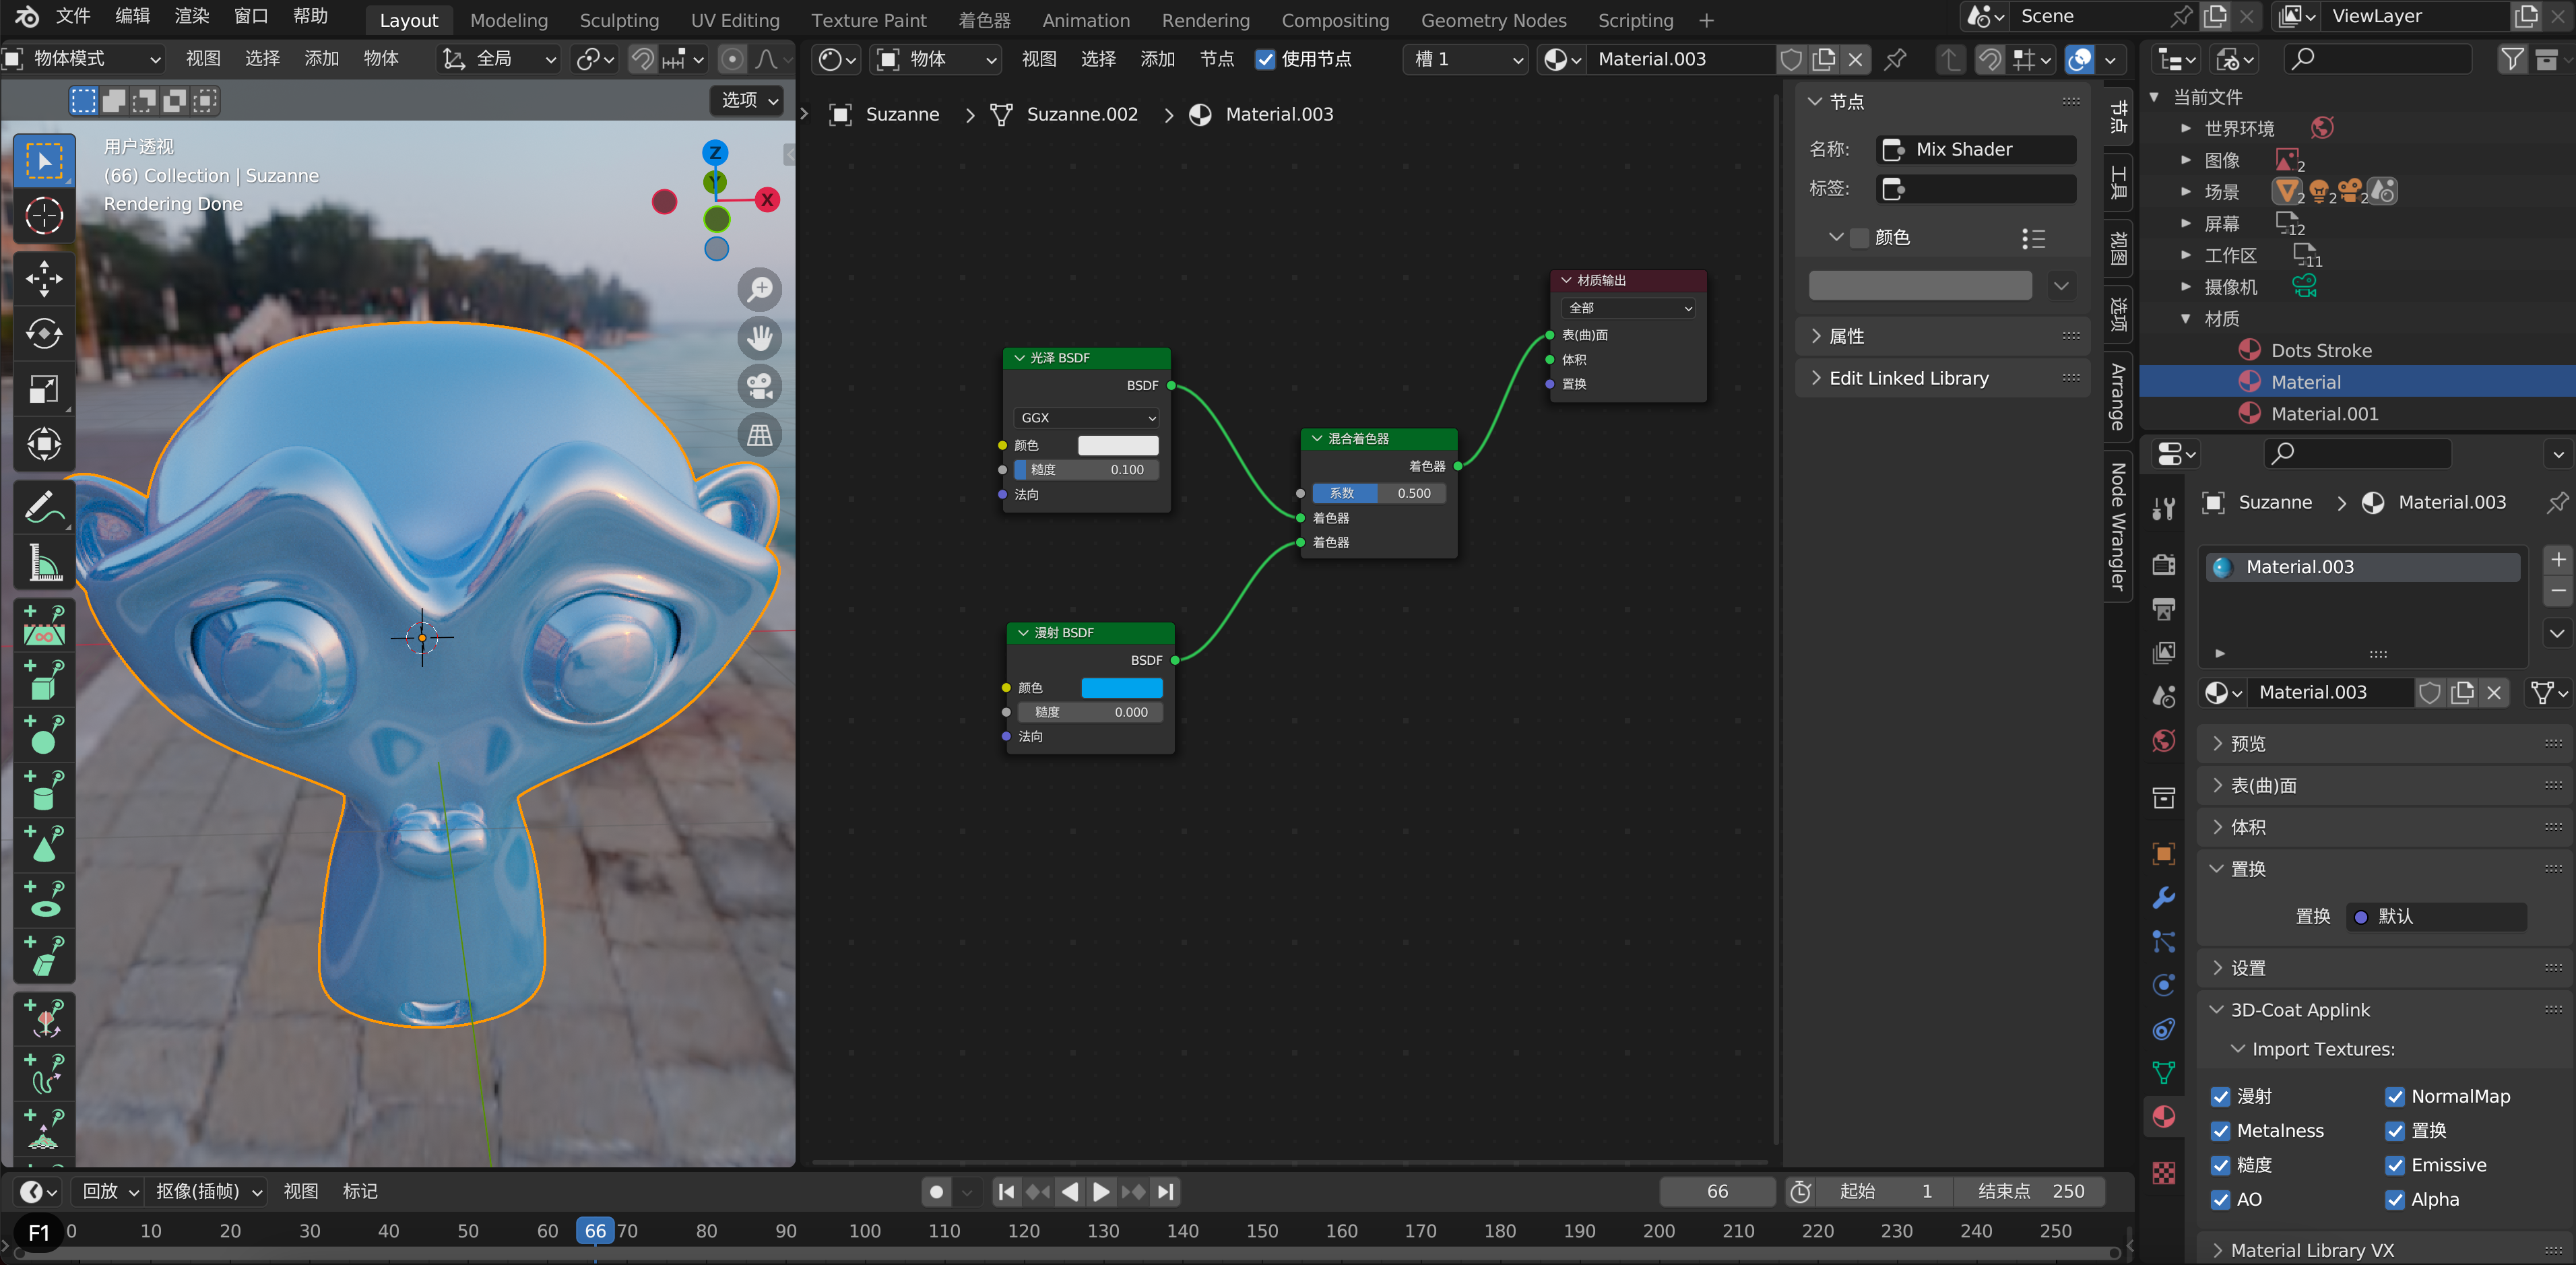 文件 编辑 渲染 窗口 帮助 Layout Modeling Sculpting UV Editing Texture Paint 着色器 Animation Rendering Compositing Geometry Nodes Scripting + Scene ViewLayer
物体模式 视图 选择 添加 物体 全局
物体 视图 选择 添加 节点 使用节点 槽 1 Material.003
选项
用户透视
(66) Collection | Suzanne
Rendering Done
Z
Y
X
Suzanne > Suzanne.002 > Material.003
光泽 BSDF
BSDF
GGX
颜色
糙度 0.100
法向
漫射 BSDF
BSDF
颜色
糙度 0.000
法向
混合着色器
着色器
系数 0.500
着色器
着色器
材质输出
全部
表(曲)面
体积
置换
节点
名称: Mix Shader
标签:
颜色
属性
Edit Linked Library
节点
工具
视图
选项
Arrange
Node Wrangler
当前文件
世界环境
图像 2
场景 2 2 2
屏幕 12
工作区 11
摄像机
材质
Dots Stroke
Material
Material.001
Suzanne > Material.003
Material.003
Material.003
预览
表(曲)面
体积
置换
置换 默认
设置
3D-Coat Applink
Import Textures:
漫射 NormalMap
Metalness 置换
糙度 Emissive
AO Alpha
Material Library VX
回放 抠像(插帧) 视图 标记 66 起始 1 结束点 250
F1 0 10 20 30 40 50 60 66 70 80 90 100 110 120 130 140 150 160 170 180 190 200 210 220 230 240 250